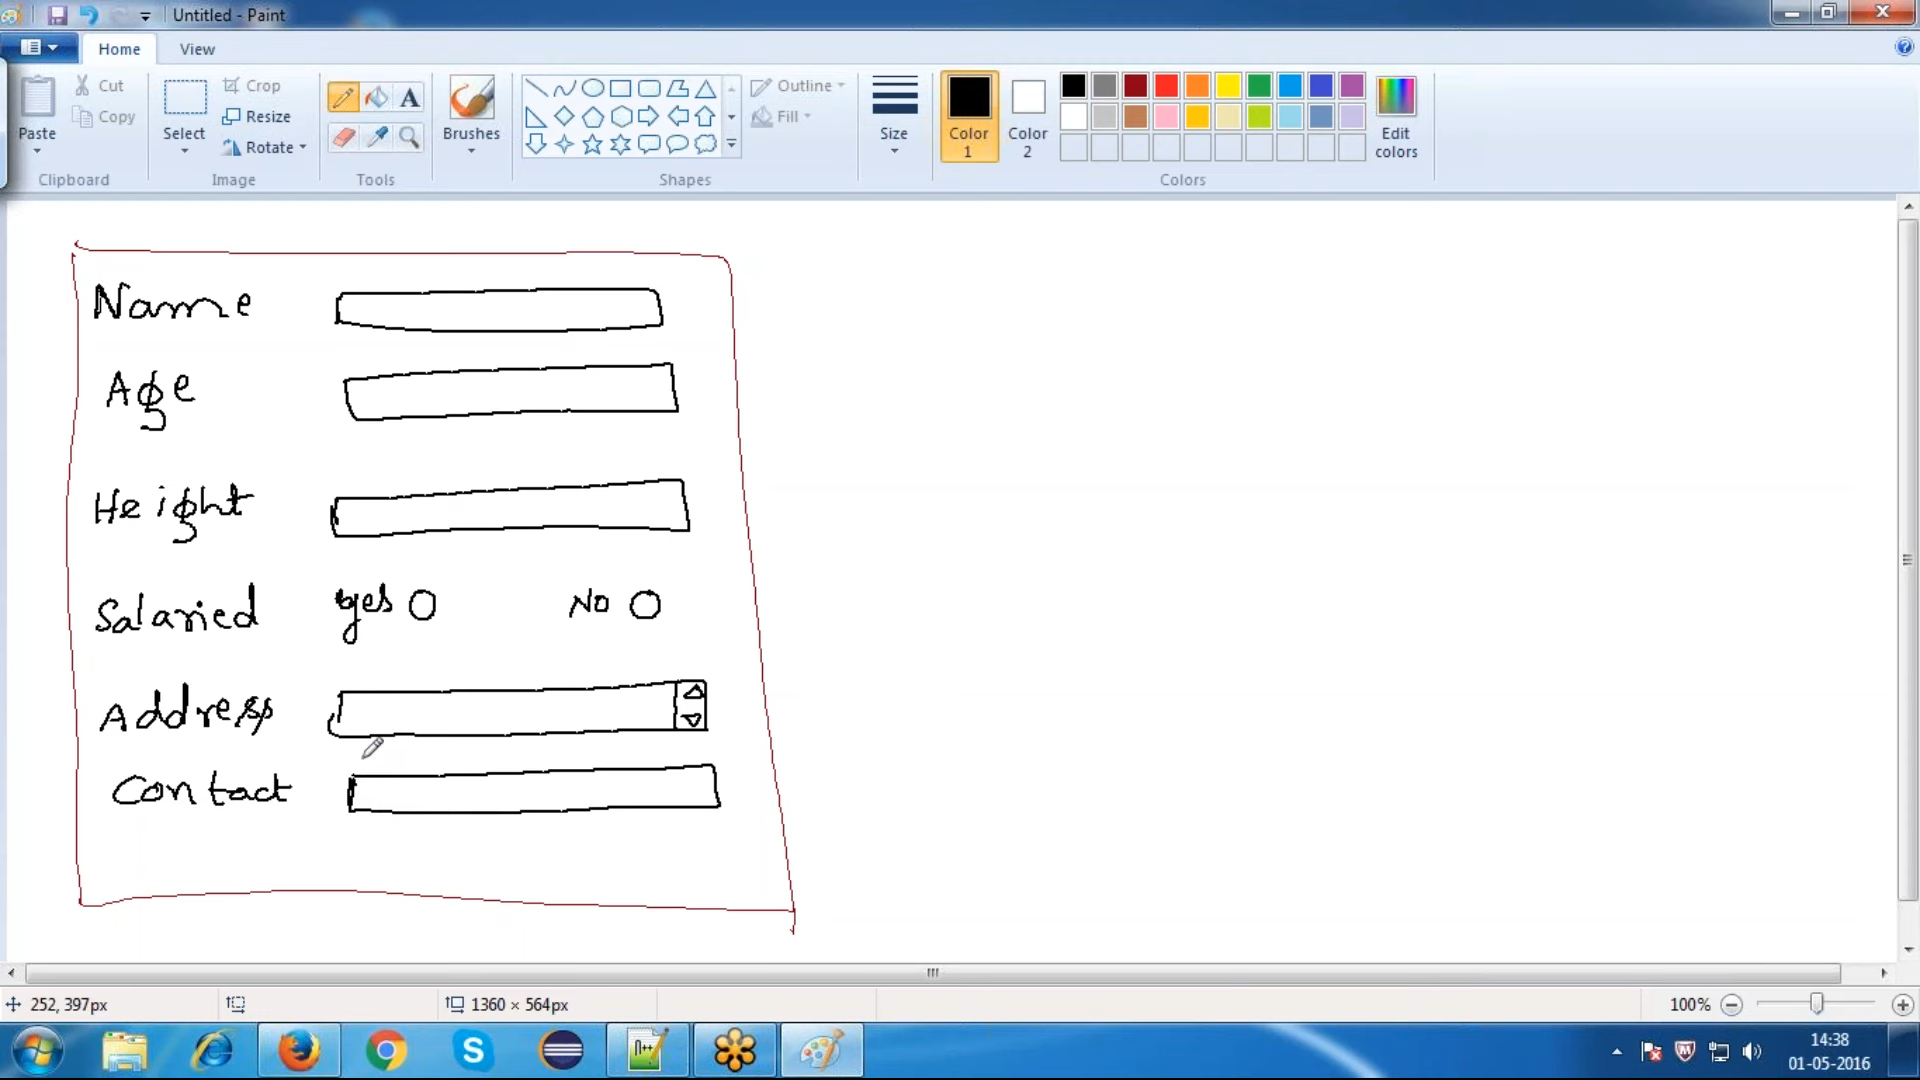 Untitled - Paint
Home View
Cut
Copy
Paste
Clipboard
Crop
Resize
Rotate
Select
Image
Tools
Brushes
Outline
Fill
Shapes
Size
Color 1
Color 2
Edit colors
Colors
Name
Age
Height
Salaried yes No
Address
Contact
252, 397px
1360 × 564px
100%
14:38
01-05-2016